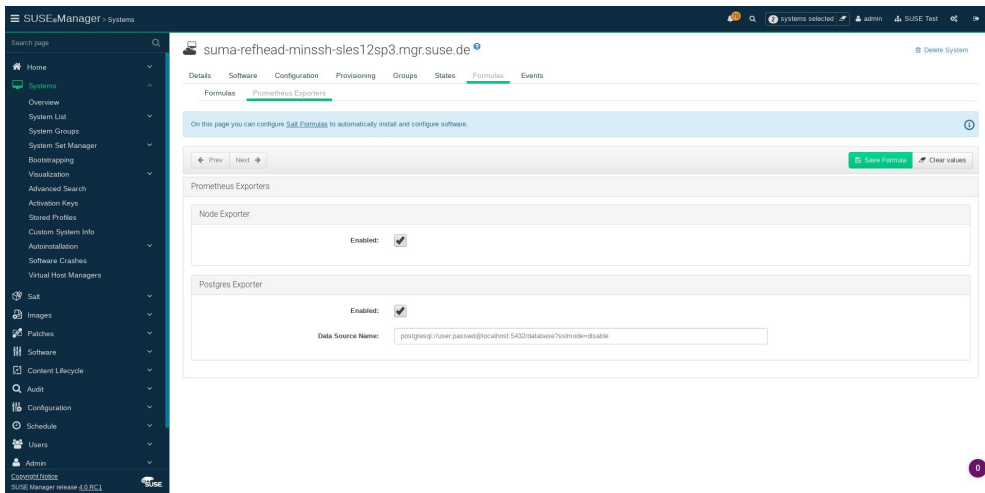 SUSE®Manager > Systems
2 systems selected
admin
SUSE Test
Search page
Home
Systems
Overview
System List
System Groups
System Set Manager
Bootstrapping
Visualization
Advanced Search
Activation Keys
Stored Profiles
Custom System Info
Autoinstallation
Software Crashes
Virtual Host Managers
Salt
Images
Patches
Software
Content Lifecycle
Audit
Configuration
Schedule
Users
Admin
Copyright Notice
SUSE Manager release 4.0 RC1
SUSE
suma-refhead-minssh-sles12sp3.mgr.suse.de ?
Delete System
Details Software Configuration Provisioning Groups States Formulas Events
Formulas Prometheus Exporters
On this page you can configure Salt Formulas to automatically install and configure software.
Prev Next
Save Formula Clear values
Prometheus Exporters
Node Exporter
Enabled:
Postgres Exporter
Enabled:
Data Source Name: postgresql://user:passwd@localhost:5432/database?sslmode=disable
0